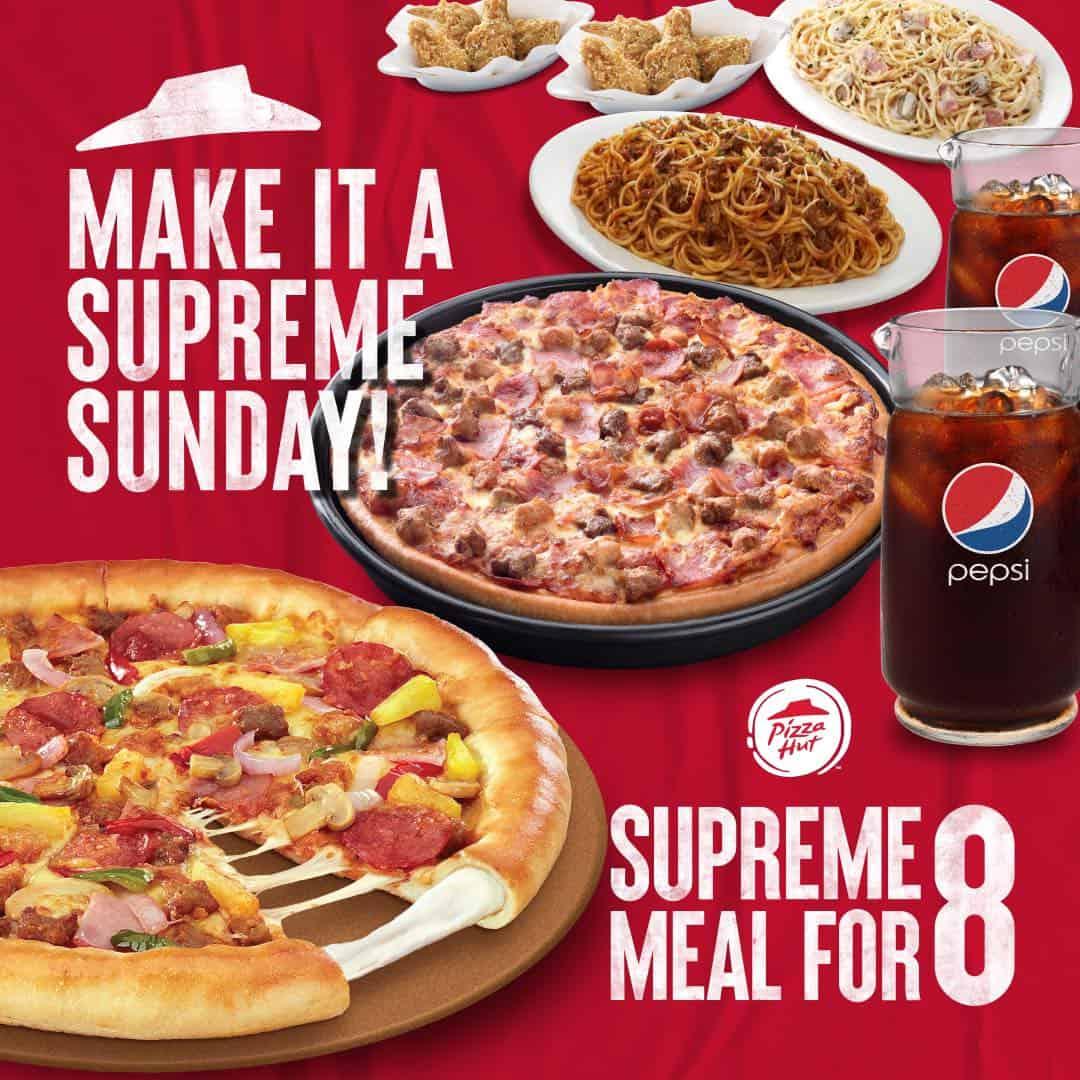 MAKE IT A
SUPREME
SUNDAY!
pepsi
pepsi
Pizza
Hut
SUPREME
MEAL FOR 8